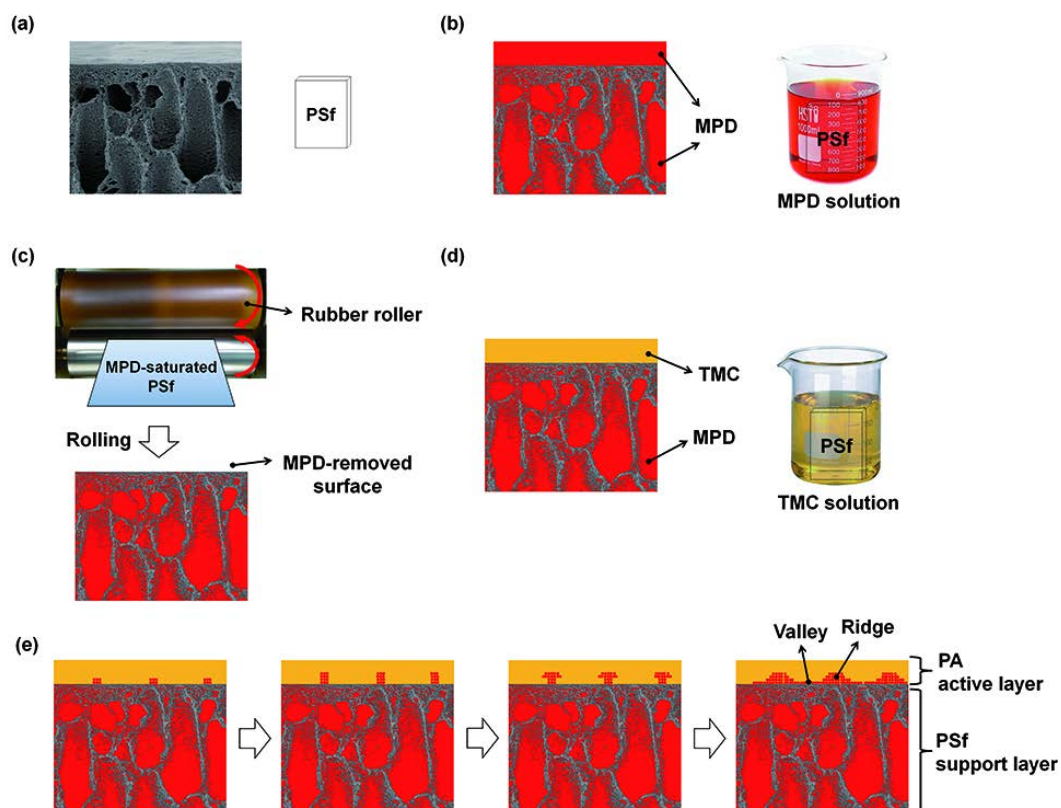 (a)
PSf
(b)
MPD
PSf
MPD solution
(c)
Rubber roller
MPD-saturated
PSf
Rolling
MPD-removed
surface
(d)
TMC
MPD
PSf
TMC solution
(e)
Valley
Ridge
PA
active layer
PSf
support layer